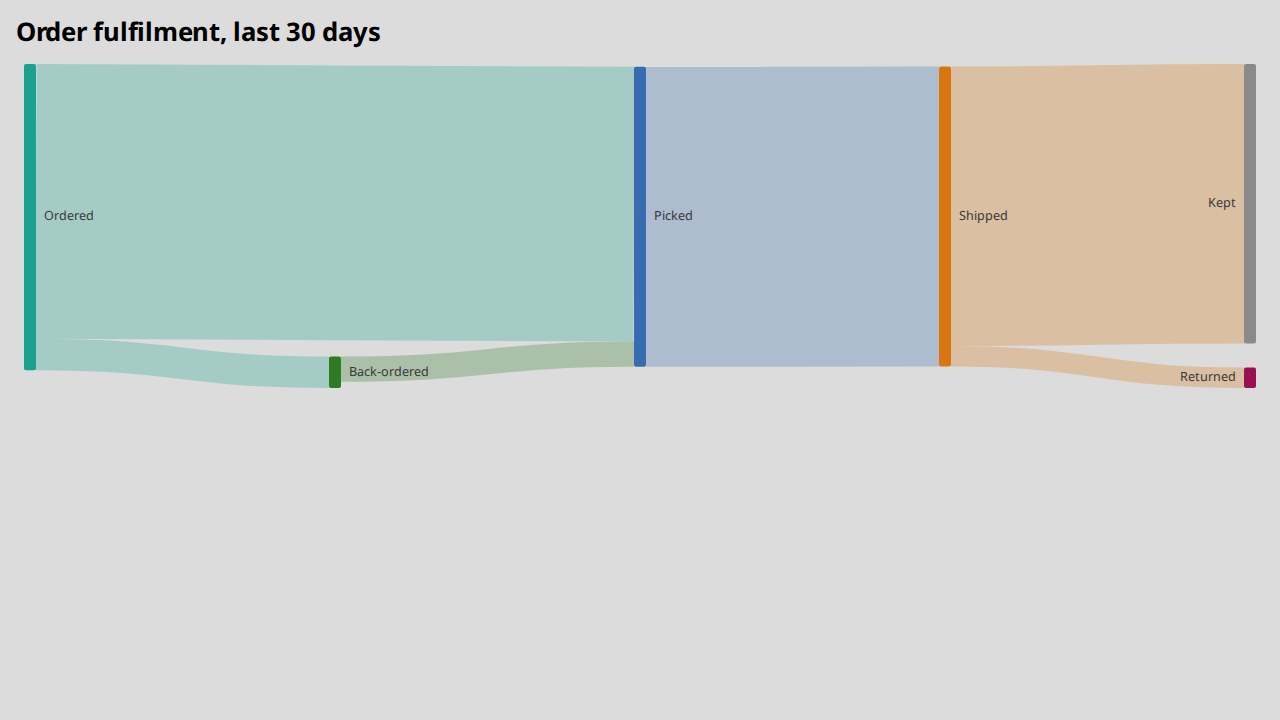 Order fulfilment, last 30 days
Ordered
Picked
Shipped
Kept
Back-ordered
Returned